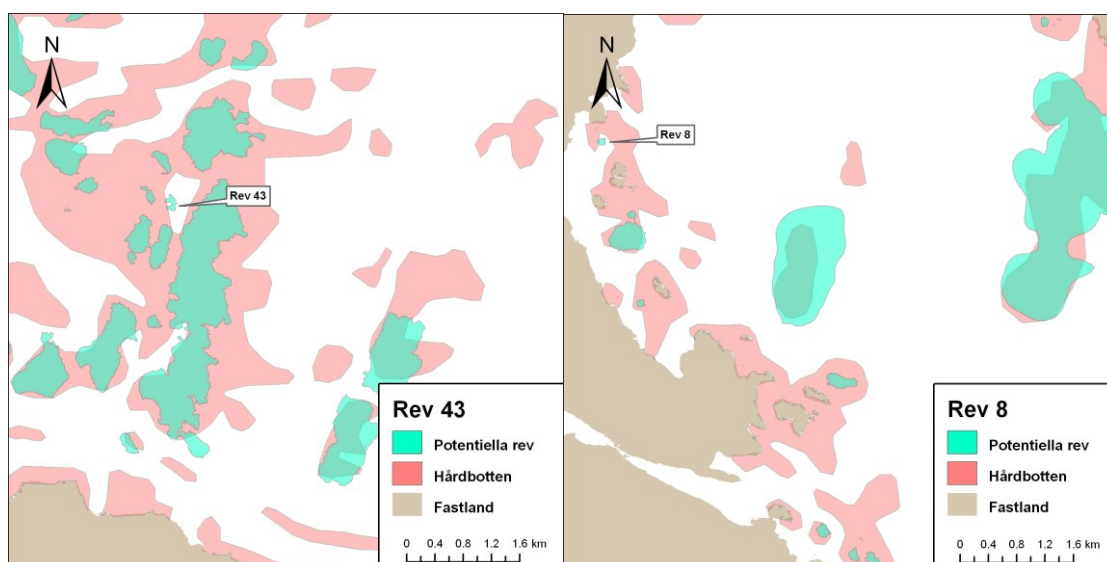 N
Rev 43
Rev 43
Potentiella rev
Hårdbotten
Fastland
0 0.4 0.8 1.2 1.6 km
N
Rev 8
Rev 8
Potentiella rev
Hårdbotten
Fastland
0 0.4 0.8 1.2 1.6 km